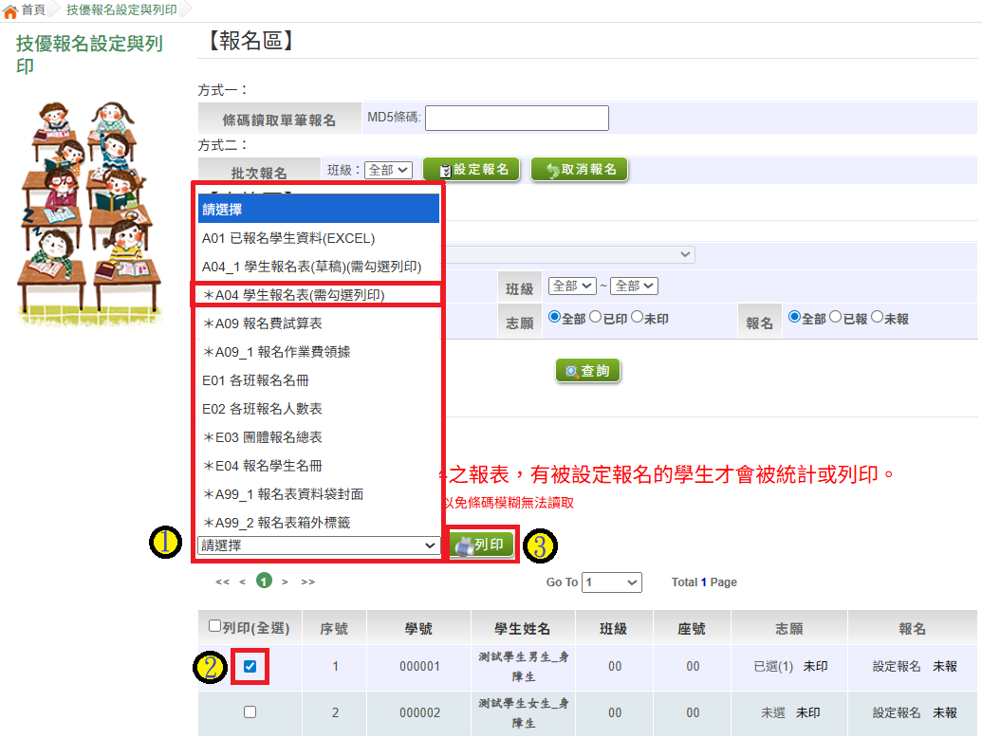 首頁 技優報名設定與列印
技優報名設定與列
印
【報名區】
方式一：
條碼讀取單筆報名 MD5條碼:
方式二：
批次報名 班級： 全部 設定報名 取消報名
請選擇
A01 已報名學生資料(EXCEL)
A04_1 學生報名表(草稿)(需勾選列印)
＊A04 學生報名表(需勾選列印)
＊A09 報名費試算表
＊A09_1 報名作業費領據
E01 各班報名名冊
E02 各班報名人數表
＊E03 團體報名總表
＊E04 報名學生名冊
＊A99_1 報名表資料袋封面
＊A99_2 報名表箱外標籤
請選擇
班級 全部 ~ 全部
志願 全部 已印 未印 報名 全部 已報 未報
查詢
之報表，有被設定報名的學生才會被統計或列印。
以免條碼模糊無法讀取
1 列印 3
<< < 1 > >> Go To 1 Total 1 Page
列印(全選) 序號 學號 學生姓名 班級 座號 志願 報名
2 1 000001 測試學生男生_身 00 00 已選(1) 未印 設定報名 未報
障生
2 000002 測試學生女生_身 00 00 未選 未印 設定報名 未報
障生